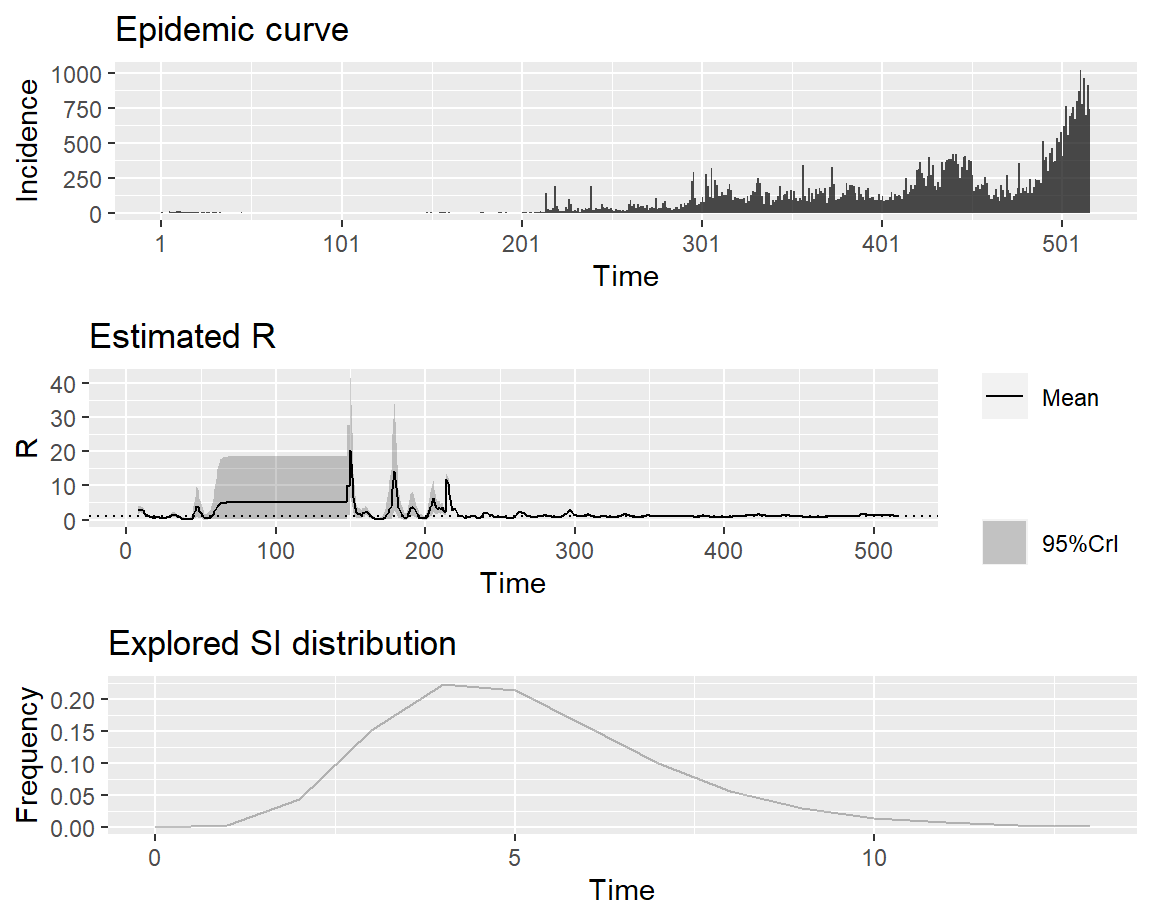 Epidemic curve
1000
750
500
250
0
Incidence
1 101 201 301 401 501
Time
Estimated R
40
30
20
10
0
R
0 100 200 300 400 500
Time
Mean
95%CrI
Explored SI distribution
0.20
0.15
0.10
0.05
0.00
Frequency
0 5 10
Time